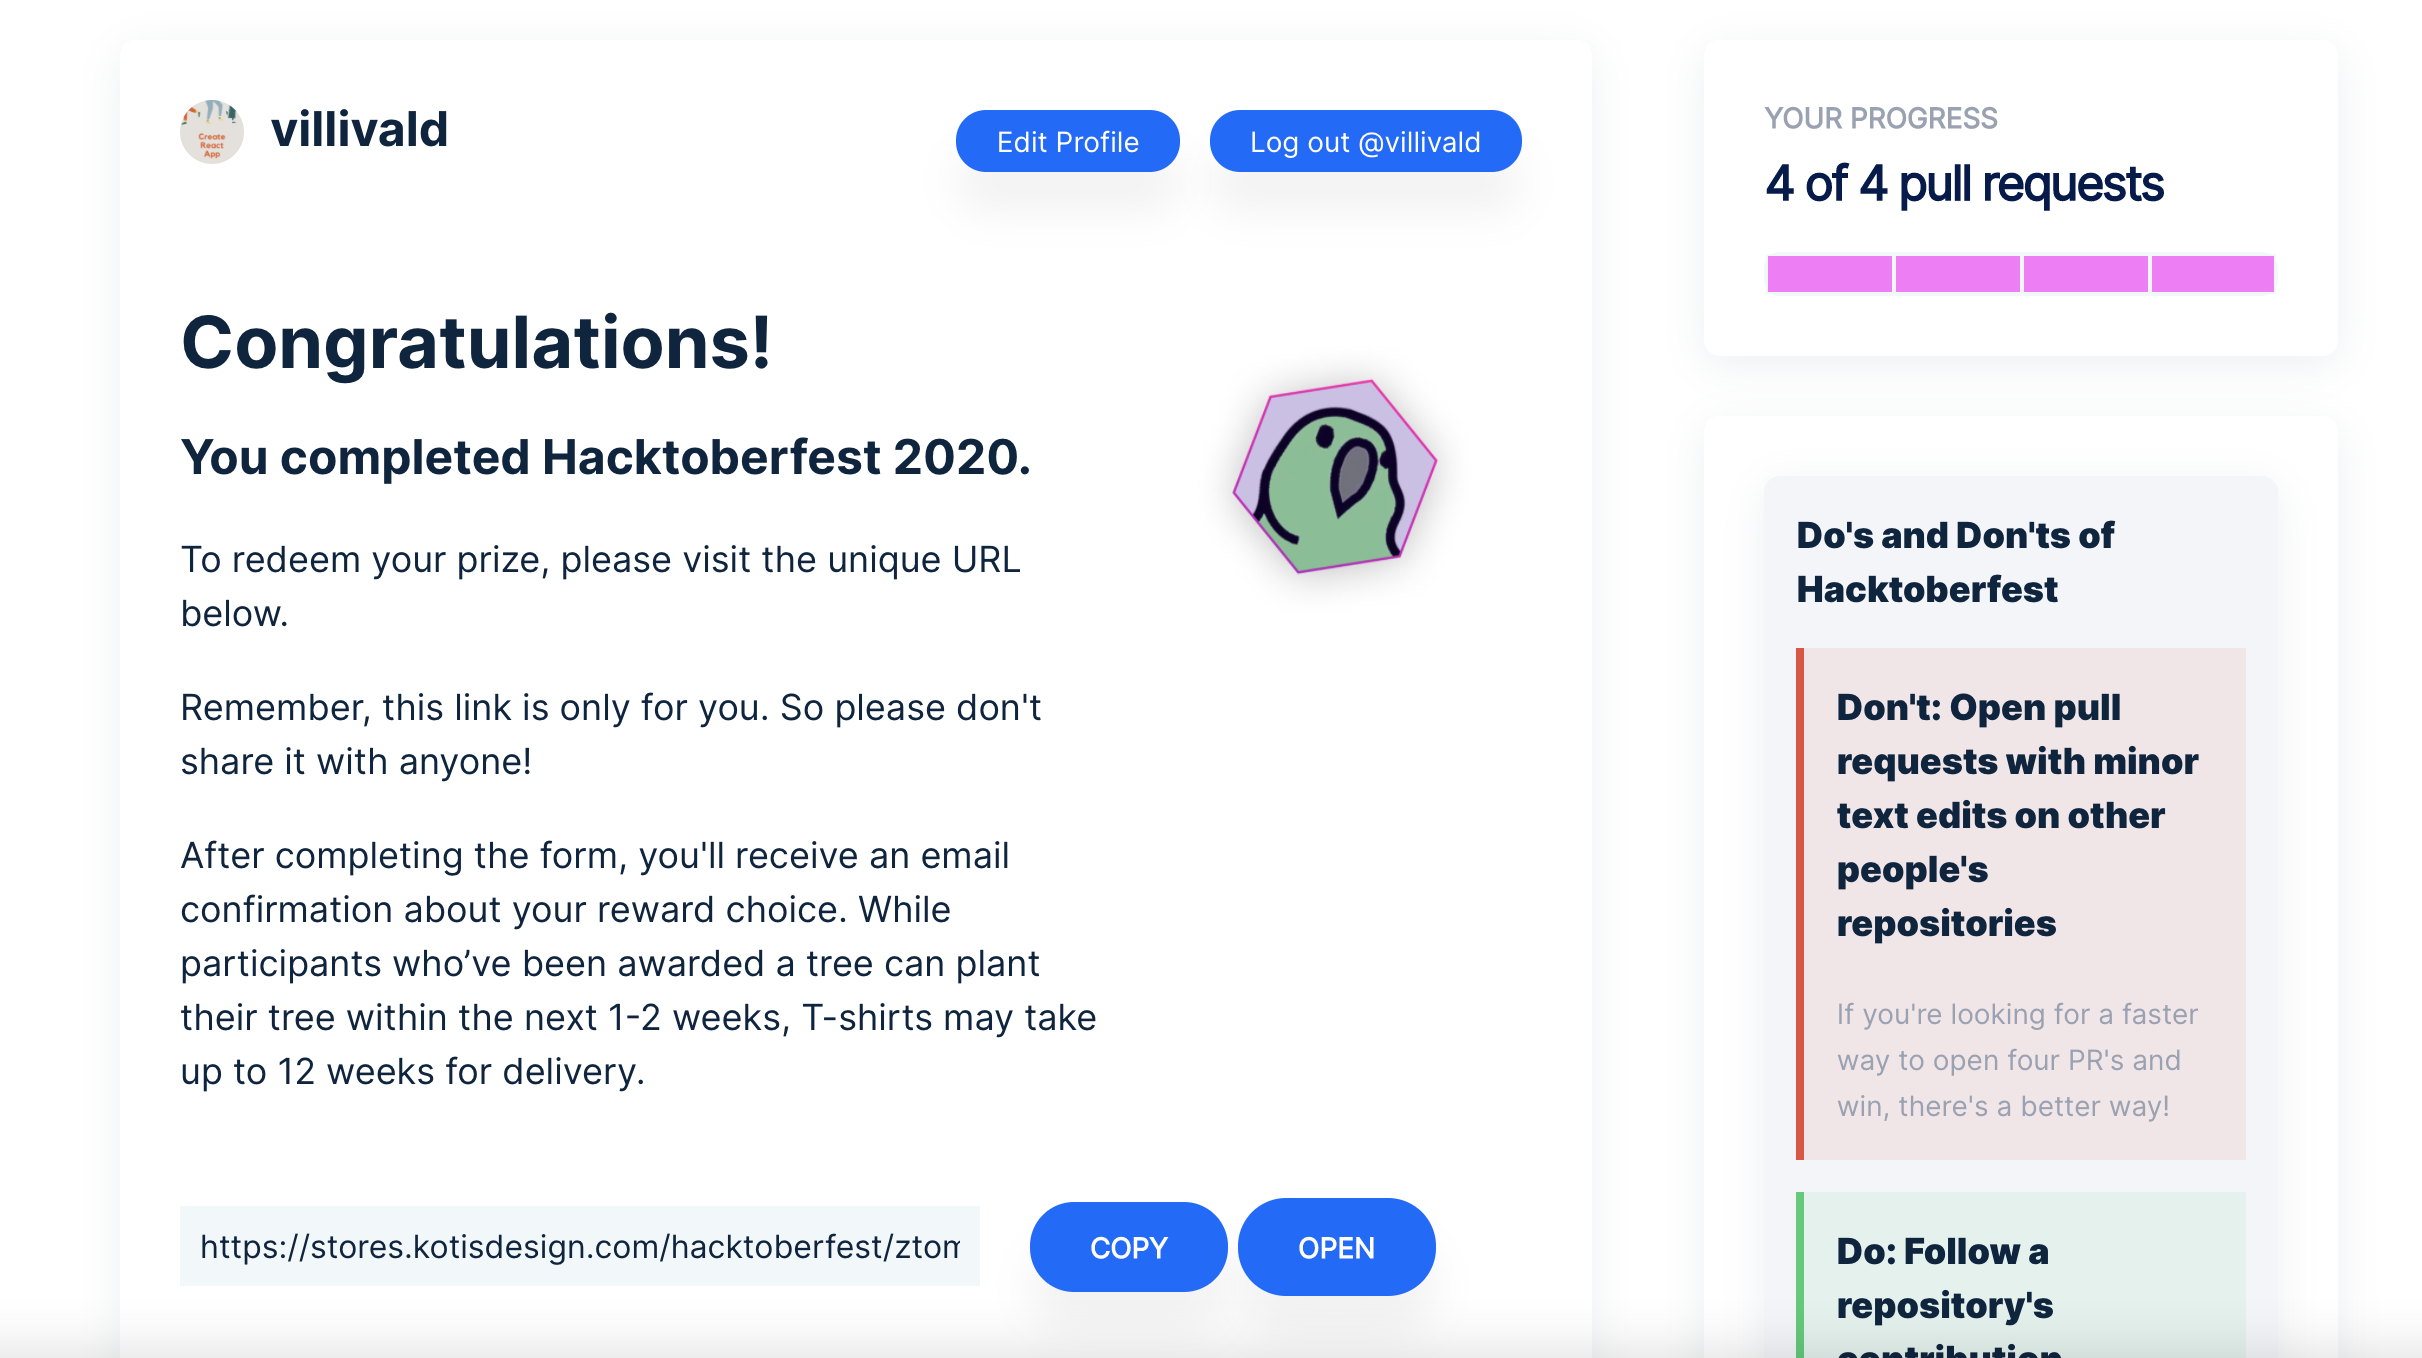 Create
React
App
villivald
Edit Profile
Log out @villivald
Congratulations!
You completed Hacktoberfest 2020.
To redeem your prize, please visit the unique URL
below.
Remember, this link is only for you. So please don't
share it with anyone!
After completing the form, you'll receive an email
confirmation about your reward choice. While
participants who’ve been awarded a tree can plant
their tree within the next 1-2 weeks, T-shirts may take
up to 12 weeks for delivery.
https://stores.kotisdesign.com/hacktoberfest/ztom
COPY
OPEN
YOUR PROGRESS
4 of 4 pull requests
Do's and Don'ts of
Hacktoberfest
Don't: Open pull
requests with minor
text edits on other
people's
repositories
If you're looking for a faster
way to open four PR's and
win, there's a better way!
Do: Follow a
repository's
contribution